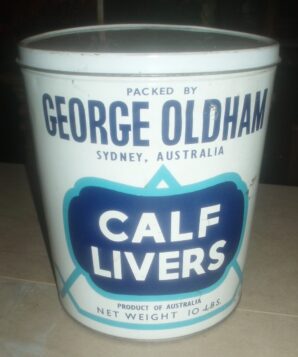 PACKED BY
GEORGE OLDHAM
SYDNEY, AUSTRALIA
CALF
LIVERS
PRODUCT OF AUSTRALIA
NET WEIGHT 10 LBS.